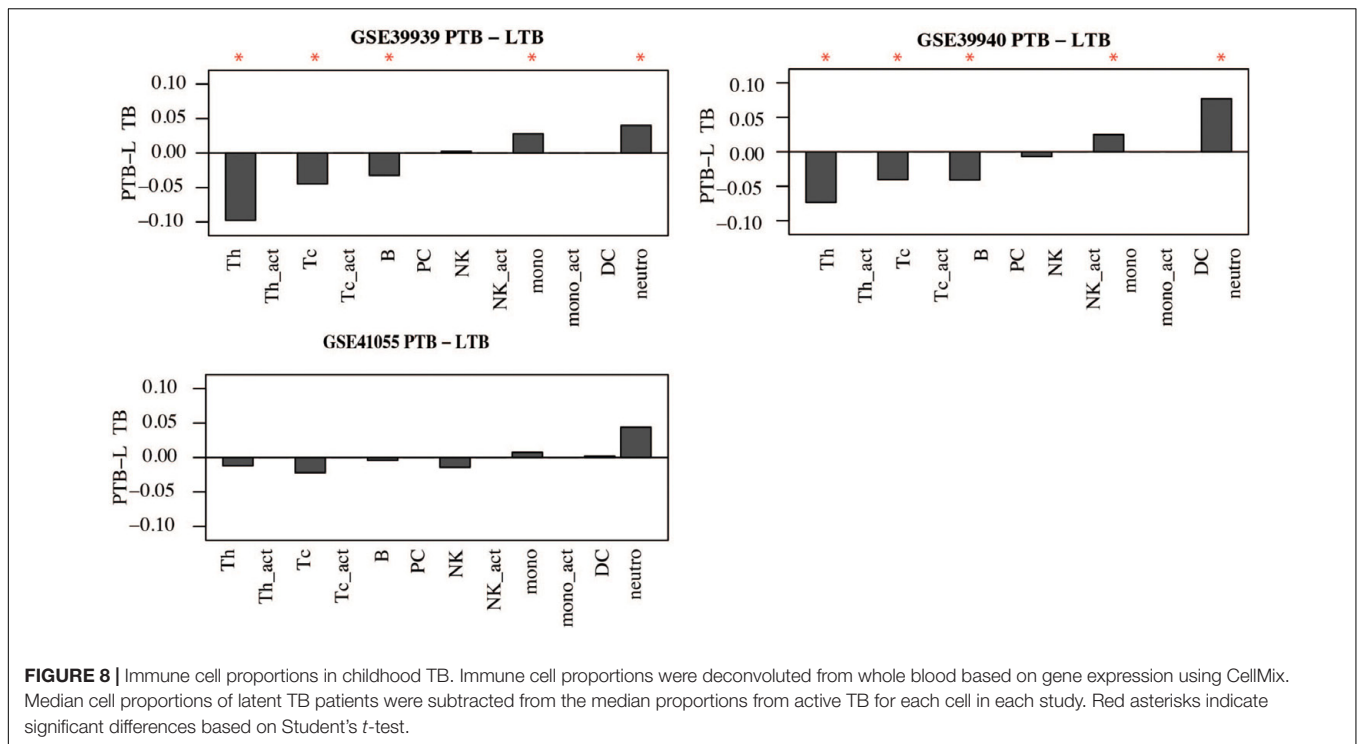 GSE39939 PTB – LTB
* * * * *
PTB–L TB
0.10
0.05
0.00
−0.05
−0.10
Th Th_act Tc Tc_act B PC NK NK_act mono mono_act DC neutro
GSE39940 PTB – LTB
* * * * *
PTB–L TB
0.10
0.05
0.00
−0.05
−0.10
Th Th_act Tc Tc_act B PC NK NK_act mono mono_act DC neutro
GSE41055 PTB – LTB
PTB–L TB
0.10
0.05
0.00
−0.05
−0.10
Th Th_act Tc Tc_act B PC NK NK_act mono mono_act DC neutro
FIGURE 8 | Immune cell proportions in childhood TB. Immune cell proportions were deconvoluted from whole blood based on gene expression using CellMix.
Median cell proportions of latent TB patients were subtracted from the median proportions from active TB for each cell in each study. Red asterisks indicate
significant differences based on Student's t-test.